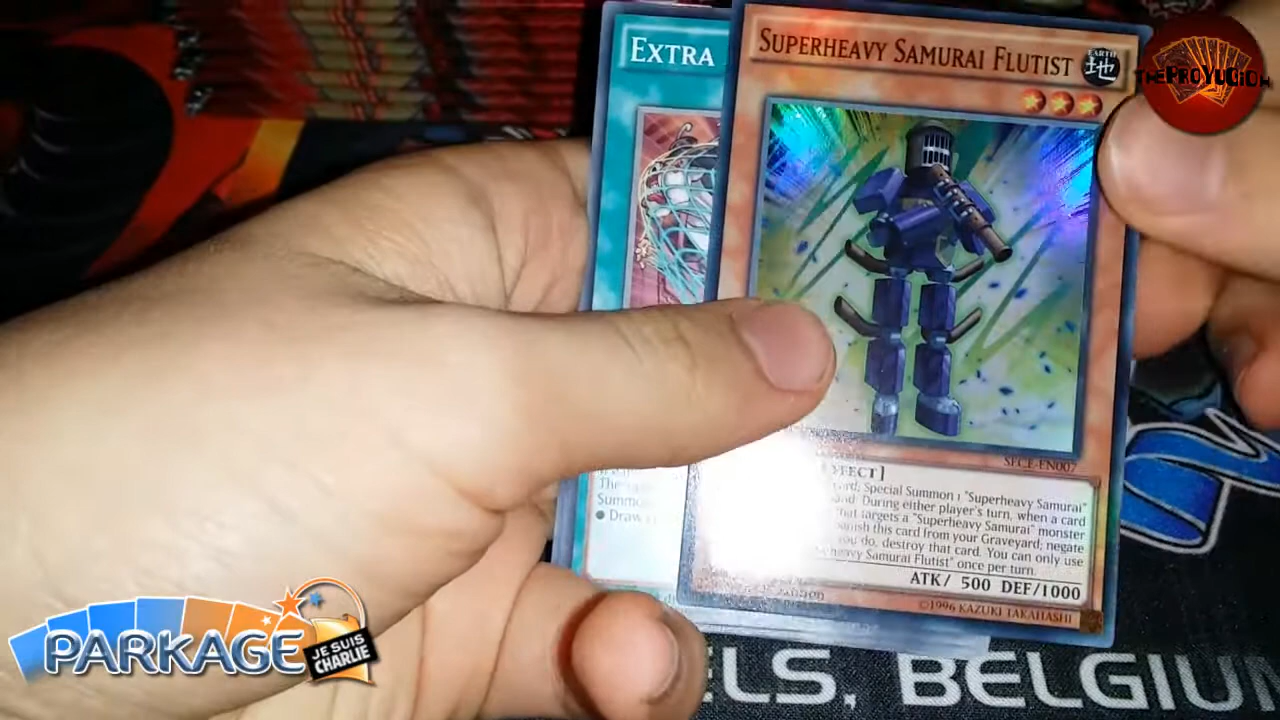 EXTRA
SUPERHEAVY SAMURAI FLUTIST
EARTH
地
THEPROYUGIOH
SECE-EN007
EFFECT]
card; Special Summon 1 "Superheavy Samurai"
During either player's turn, when a card
that targets a "Superheavy Samurai" monster
banish this card from your Graveyard; negate
you do, destroy that card. You can only use
Samurai Flutist" once per turn.
ATK/ 500 DEF/1000
©1996 KAZUKI TAKAHASHI
Summon
● Draw
PARKAGE
JE SUIS
CHARLIE
ELS, BELGIUM